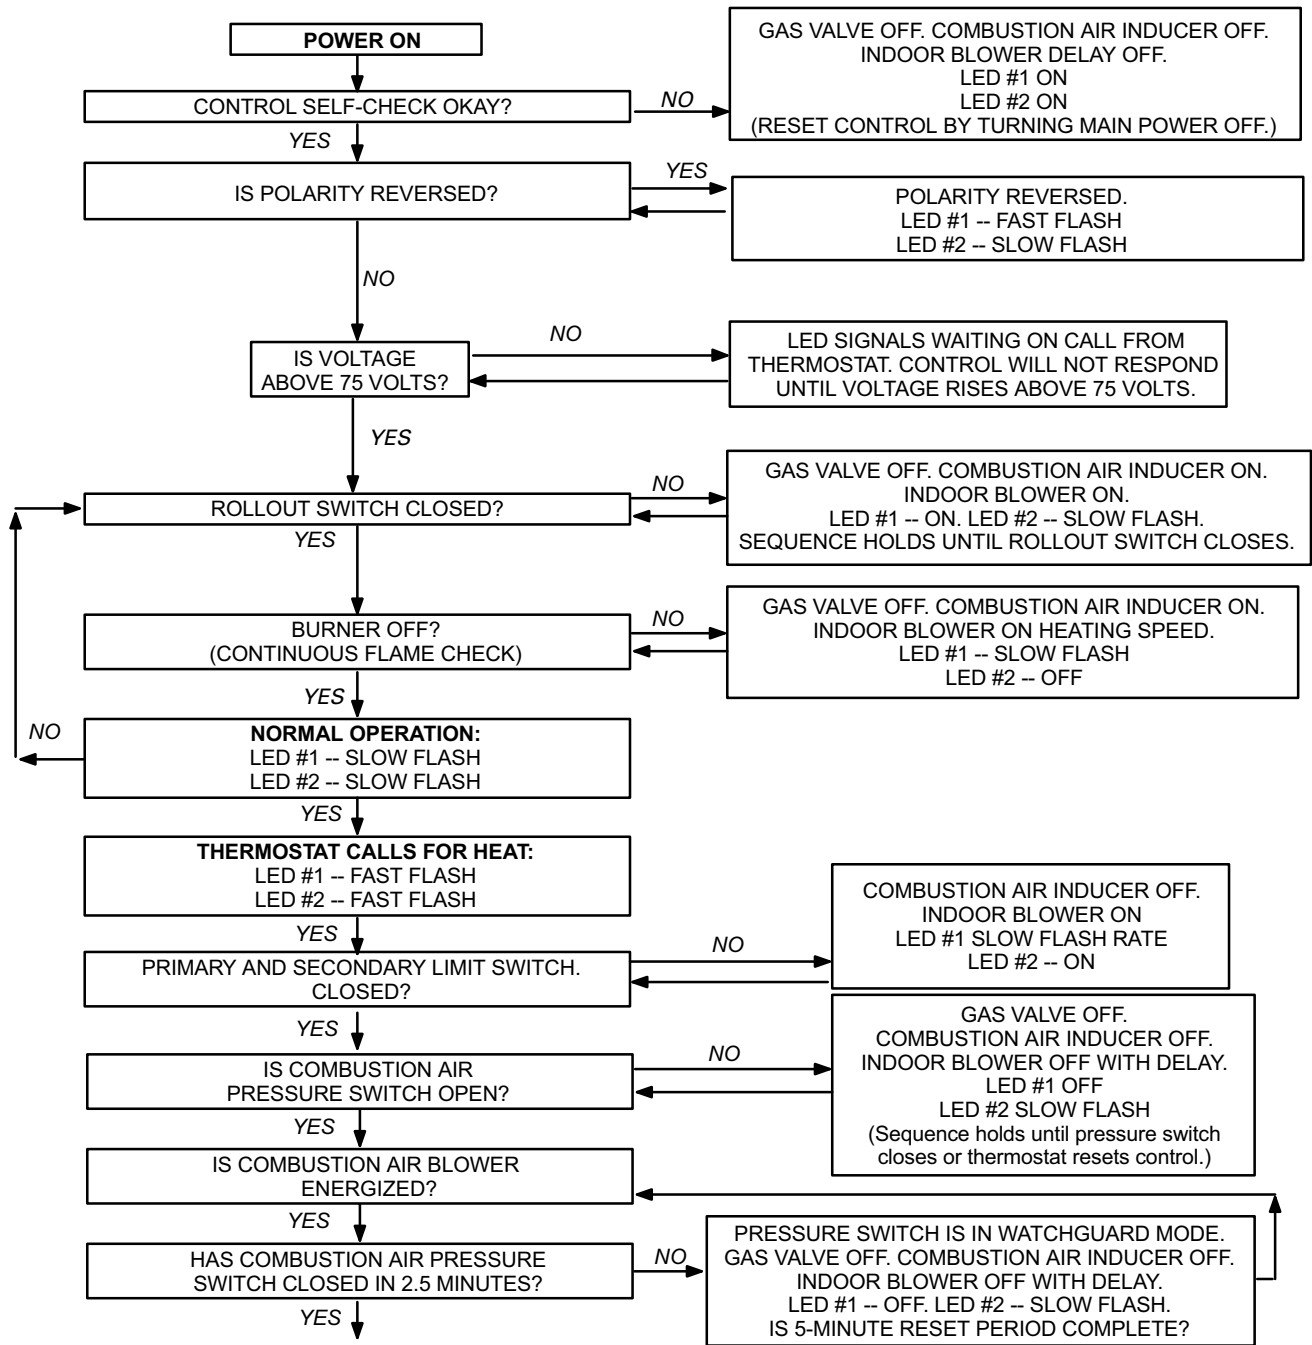 POWER ON
GAS VALVE OFF. COMBUSTION AIR INDUCER OFF.
INDOOR BLOWER DELAY OFF.
LED #1 ON
LED #2 ON
(RESET CONTROL BY TURNING MAIN POWER OFF.)
CONTROL SELF-CHECK OKAY?
NO
YES
IS POLARITY REVERSED?
YES
POLARITY REVERSED.
LED #1 -- FAST FLASH
LED #2 -- SLOW FLASH
NO
IS VOLTAGE
ABOVE 75 VOLTS?
NO
LED SIGNALS WAITING ON CALL FROM
THERMOSTAT. CONTROL WILL NOT RESPOND
UNTIL VOLTAGE RISES ABOVE 75 VOLTS.
YES
ROLLOUT SWITCH CLOSED?
NO
GAS VALVE OFF. COMBUSTION AIR INDUCER ON.
INDOOR BLOWER ON.
LED #1 -- ON. LED #2 -- SLOW FLASH.
SEQUENCE HOLDS UNTIL ROLLOUT SWITCH CLOSES.
YES
BURNER OFF?
(CONTINUOUS FLAME CHECK)
NO
GAS VALVE OFF. COMBUSTION AIR INDUCER ON.
INDOOR BLOWER ON HEATING SPEED.
LED #1 -- SLOW FLASH
LED #2 -- OFF
YES
NO
NORMAL OPERATION:
LED #1 -- SLOW FLASH
LED #2 -- SLOW FLASH
YES
THERMOSTAT CALLS FOR HEAT:
LED #1 -- FAST FLASH
LED #2 -- FAST FLASH
YES
PRIMARY AND SECONDARY LIMIT SWITCH.
CLOSED?
NO
COMBUSTION AIR INDUCER OFF.
INDOOR BLOWER ON
LED #1 SLOW FLASH RATE
LED #2 -- ON
YES
IS COMBUSTION AIR
PRESSURE SWITCH OPEN?
NO
GAS VALVE OFF.
COMBUSTION AIR INDUCER OFF.
INDOOR BLOWER OFF WITH DELAY.
LED #1 OFF
LED #2 SLOW FLASH
(Sequence holds until pressure switch
closes or thermostat resets control.)
YES
IS COMBUSTION AIR BLOWER
ENERGIZED?
YES
HAS COMBUSTION AIR PRESSURE
SWITCH CLOSED IN 2.5 MINUTES?
NO
PRESSURE SWITCH IS IN WATCHGUARD MODE.
GAS VALVE OFF. COMBUSTION AIR INDUCER OFF.
INDOOR BLOWER OFF WITH DELAY.
LED #1 -- OFF. LED #2 -- SLOW FLASH.
IS 5-MINUTE RESET PERIOD COMPLETE?
YES